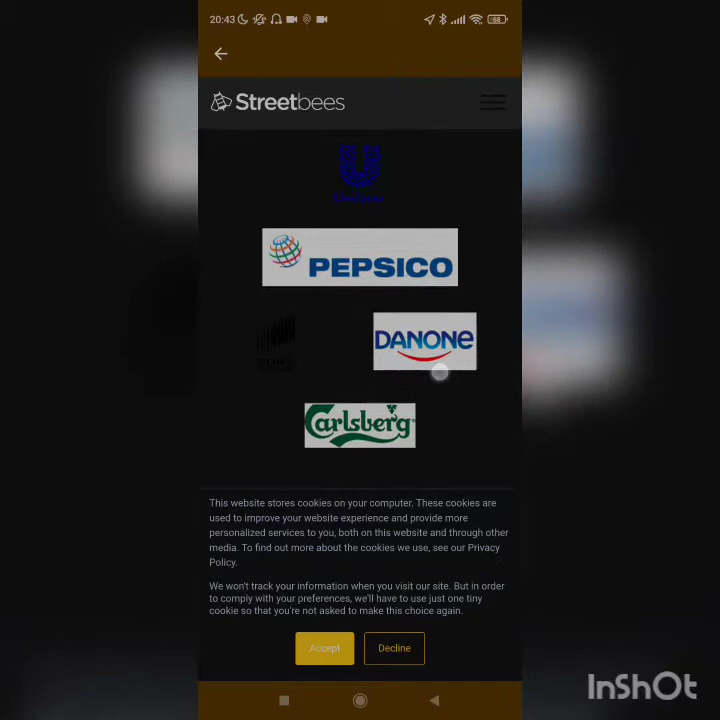 20:43
68
Streetbees
PEPSICO
DANONE
Carlsberg
This website stores cookies on your computer. These cookies are
used to improve your website experience and provide more
personalized services to you, both on this website and through other
media. To find out more about the cookies we use, see our Privacy
Policy.
We won't track your information when you visit our site. But in order
to comply with your preferences, we'll have to use just one tiny
cookie so that you're not asked to make this choice again.
Accept
Decline
InShOt